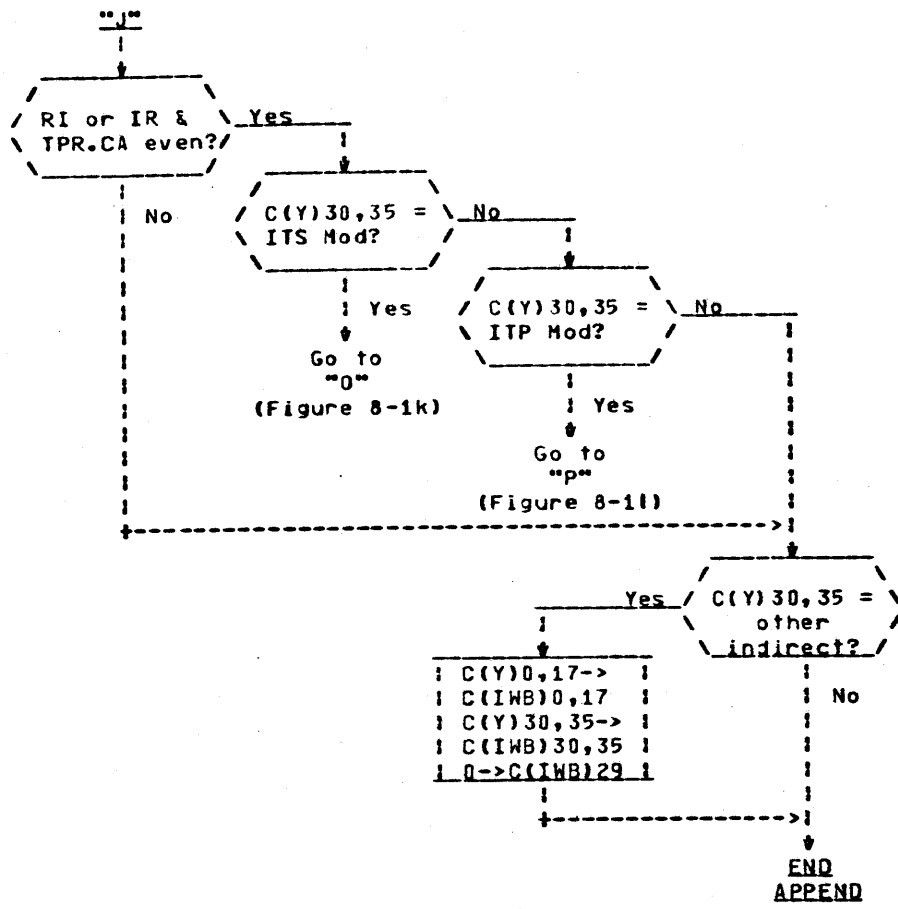 "J"
RI or IR &
TPR.CA even?
Yes
No
C(Y)30,35 =
ITS Mod?
No
Yes
Go to
"O"
(Figure 8-1k)
C(Y)30,35 =
ITP Mod?
No
Yes
Go to
"P"
(Figure 8-1l)
C(Y)30,35 =
other
indirect?
Yes
No
C(Y)0,17->
C(IWB)0,17
C(Y)30,35->
C(IWB)30,35
0->C(IWB)29
END
APPEND